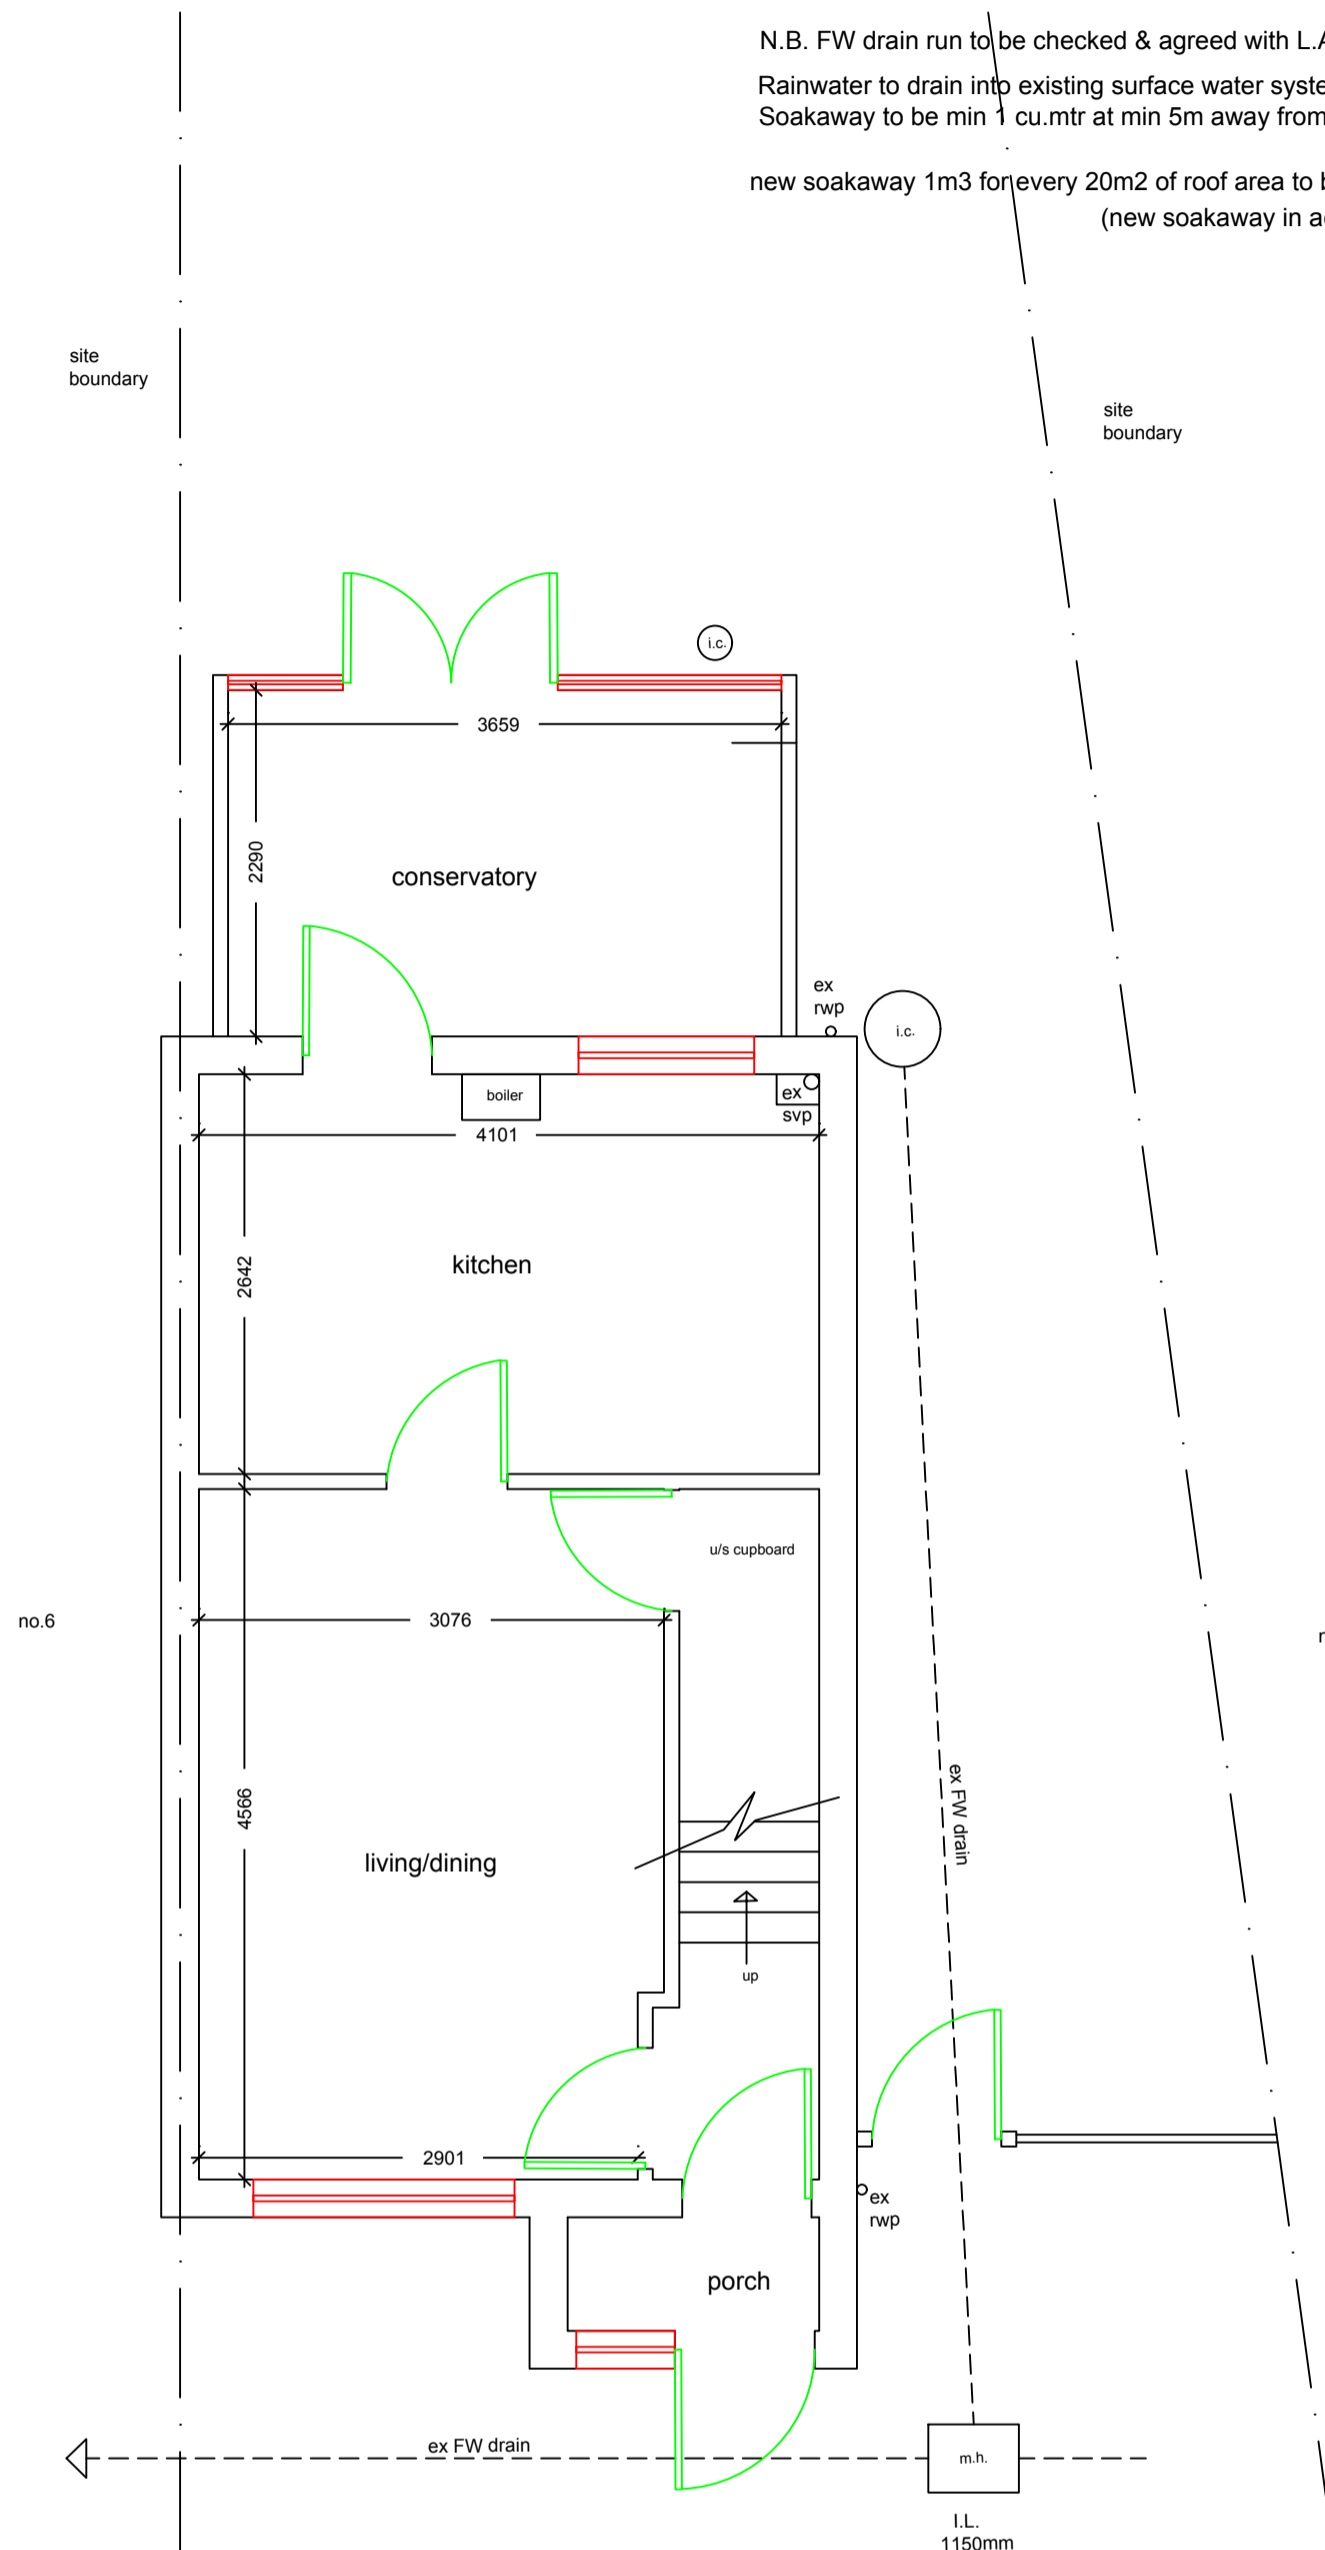 N.B. FW drain run to be checked & agreed with L.A
Rainwater to drain into existing surface water syste
Soakaway to be min 1 cu.mtr at min 5m away from
new soakaway 1m3 for every 20m2 of roof area to b
(new soakaway in a
site
boundary
site
boundary
i.c.
3659
2290
conservatory
ex
rwp
i.c.
boiler
ex
svp
4101
2642
kitchen
u/s cupboard
3076
no.6
4566
ex FW drain
living/dining
up
2901
ex
rwp
porch
ex FW drain
m.h.
I.L.
1150mm